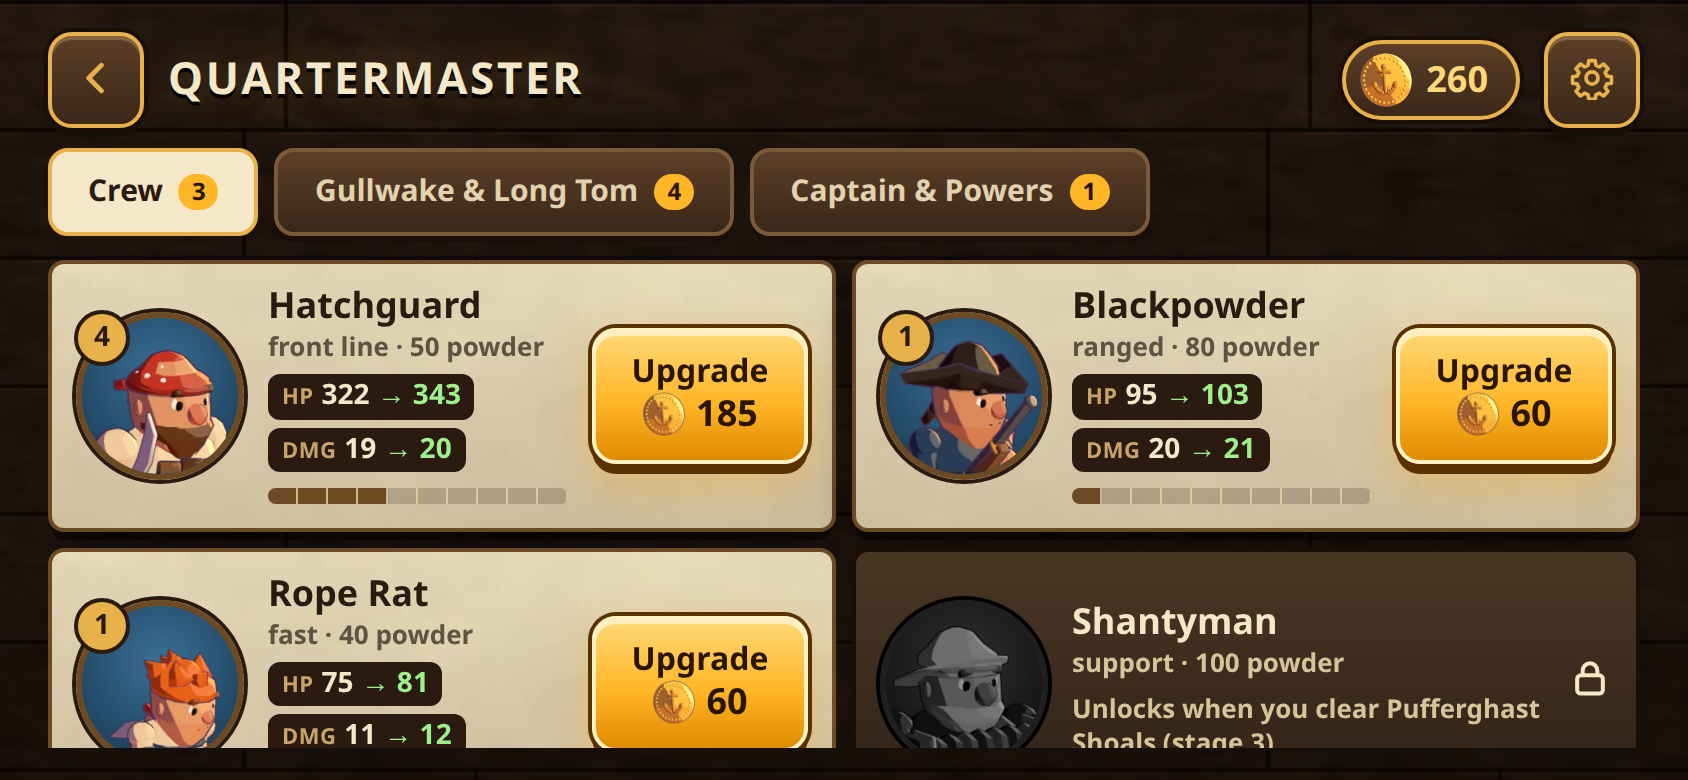 QUARTERMASTER
260
Crew 3
Gullwake & Long Tom 4
Captain & Powers 1
4
Hatchguard
front line · 50 powder
HP 322 → 343
DMG 19 → 20
Upgrade
185
1
Blackpowder
ranged · 80 powder
HP 95 → 103
DMG 20 → 21
Upgrade
60
1
Rope Rat
fast · 40 powder
HP 75 → 81
DMG 11 → 12
Upgrade
60
Shantyman
support · 100 powder
Unlocks when you clear Pufferghast
Shoals (stage 3)